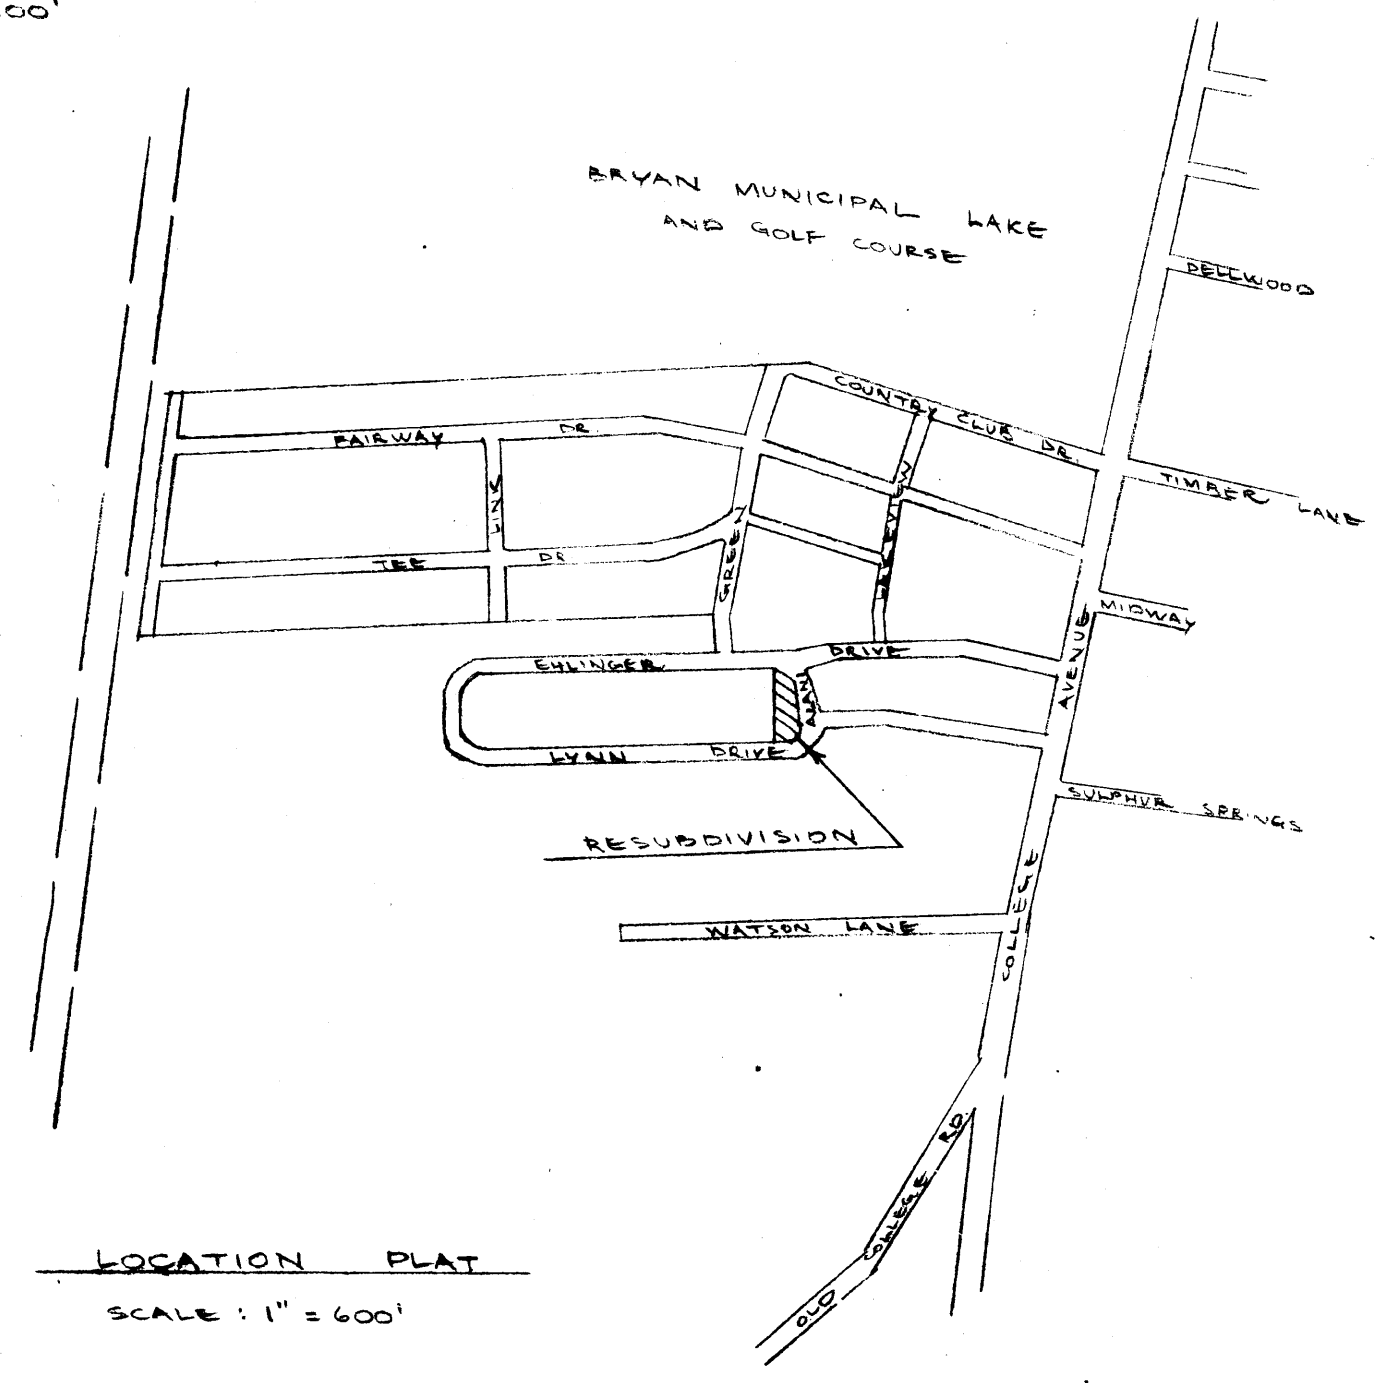 00'
BRYAN MUNICIPAL LAKE
AND GOLF COURSE
DELLWOOD
COUNTRY CLUB DR.
FAIRWAY DR.
TIMBER LANE
LINK
GREEN
TEE DR
MIDWAY
AVENUE
EHLINGER DRIVE
ALANI
LYNN DRIVE
SULPHUR SPRINGS
RESUBDIVISION
COLLEGE
WATSON LANE
OLD COLLEGE RD.
LOCATION PLAT
SCALE : 1" = 600'